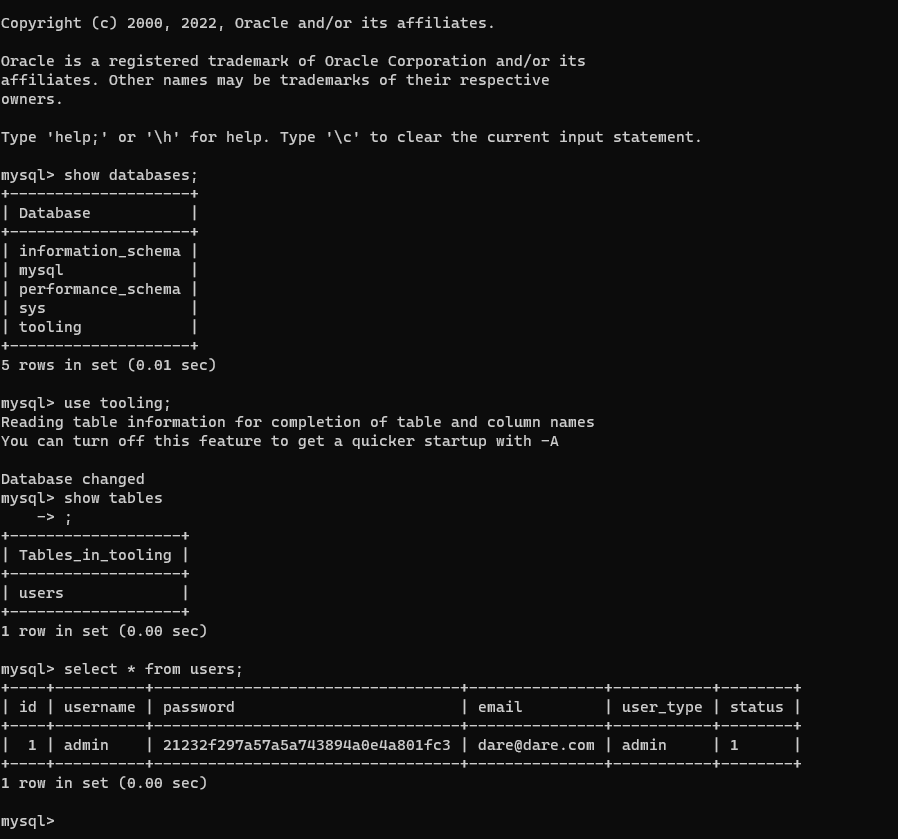 Copyright (c) 2000, 2022, Oracle and/or its affiliates.

Oracle is a registered trademark of Oracle Corporation and/or its
affiliates. Other names may be trademarks of their respective
owners.

Type 'help;' or '\h' for help. Type '\c' to clear the current input statement.

mysql> show databases;
+--------------------+
| Database           |
+--------------------+
| information_schema |
| mysql              |
| performance_schema |
| sys                |
| tooling            |
+--------------------+
5 rows in set (0.01 sec)

mysql> use tooling;
Reading table information for completion of table and column names
You can turn off this feature to get a quicker startup with -A

Database changed
mysql> show tables
    -> ;
+-------------------+
| Tables_in_tooling |
+-------------------+
| users             |
+-------------------+
1 row in set (0.00 sec)

mysql> select * from users;
+----+----------+----------------------------------+---------------+-----------+--------+
| id | username | password                         | email         | user_type | status |
+----+----------+----------------------------------+---------------+-----------+--------+
|  1 | admin    | 21232f297a57a5a743894a0e4a801fc3 | dare@dare.com | admin     | 1      |
+----+----------+----------------------------------+---------------+-----------+--------+
1 row in set (0.00 sec)

mysql>